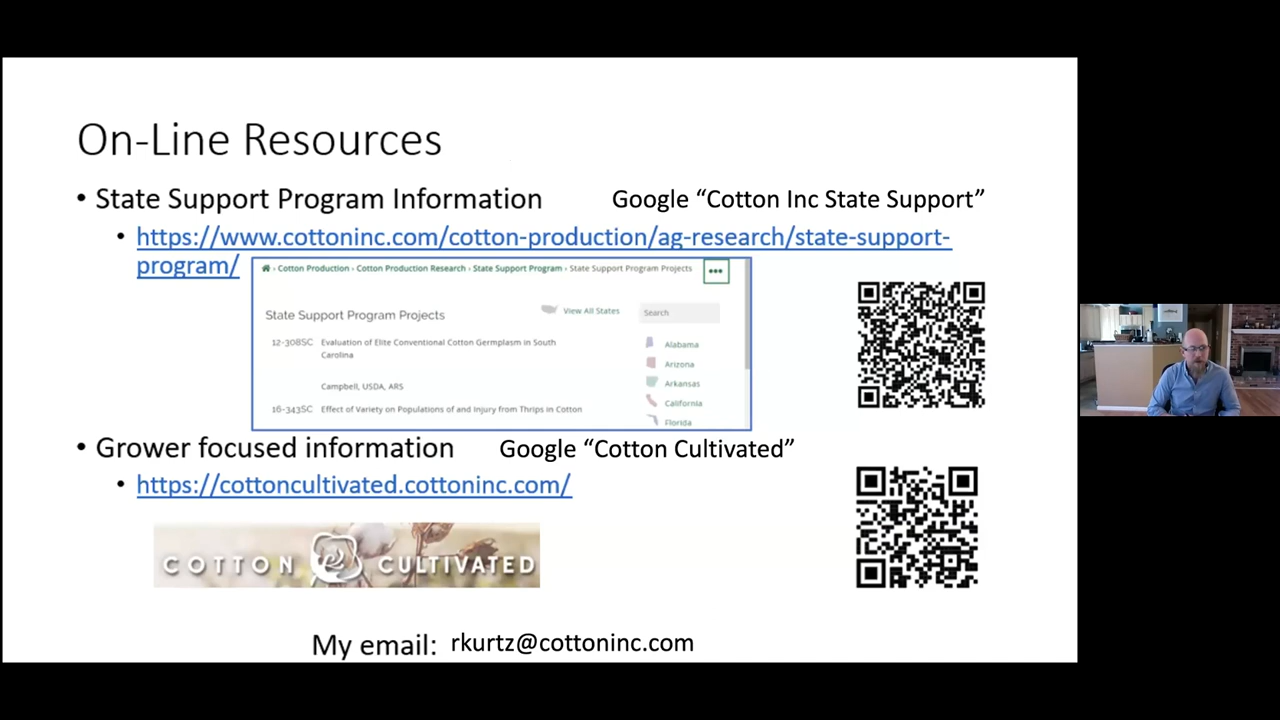 On-Line Resources
• State Support Program Information Google “Cotton Inc State Support”
• https://www.cottoninc.com/cotton-production/ag-research/state-support-
program/
Cotton Production › Cotton Production Research › State Support Program › State Support Program Projects
State Support Program Projects View All States Search
12-308SC Evaluation of Elite Conventional Cotton Germplasm in South
Carolina
Alabama
Arizona
Campbell, USDA, ARS
Arkansas
California
16-343SC Effect of Variety on Populations of and Injury from Thrips in Cotton
Florida
• Grower focused information Google “Cotton Cultivated”
• https://cottoncultivated.cottoninc.com/
COTTON CULTIVATED
My email: rkurtz@cottoninc.com